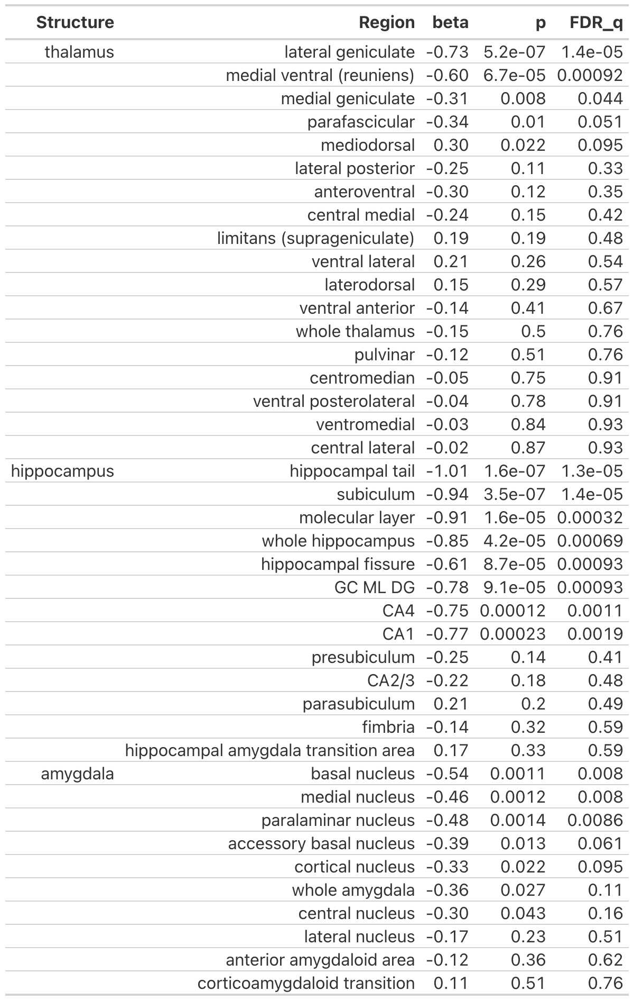 Structure Region beta p FDR_q
thalamus lateral geniculate -0.73 5.2e-07 1.4e-05
medial ventral (reuniens) -0.60 6.7e-05 0.00092
medial geniculate -0.31 0.008 0.044
parafascicular -0.34 0.01 0.051
mediodorsal 0.30 0.022 0.095
lateral posterior -0.25 0.11 0.33
anteroventral -0.30 0.12 0.35
central medial -0.24 0.15 0.42
limitans (suprageniculate) 0.19 0.19 0.48
ventral lateral 0.21 0.26 0.54
laterodorsal 0.15 0.29 0.57
ventral anterior -0.14 0.41 0.67
whole thalamus -0.15 0.5 0.76
pulvinar -0.12 0.51 0.76
centromedian -0.05 0.75 0.91
ventral posterolateral -0.04 0.78 0.91
ventromedial -0.03 0.84 0.93
central lateral -0.02 0.87 0.93
hippocampus hippocampal tail -1.01 1.6e-07 1.3e-05
subiculum -0.94 3.5e-07 1.4e-05
molecular layer -0.91 1.6e-05 0.00032
whole hippocampus -0.85 4.2e-05 0.00069
hippocampal fissure -0.61 8.7e-05 0.00093
GC ML DG -0.78 9.1e-05 0.00093
CA4 -0.75 0.00012 0.0011
CA1 -0.77 0.00023 0.0019
presubiculum -0.25 0.14 0.41
CA2/3 -0.22 0.18 0.48
parasubiculum 0.21 0.2 0.49
fimbria -0.14 0.32 0.59
hippocampal amygdala transition area 0.17 0.33 0.59
amygdala basal nucleus -0.54 0.0011 0.008
medial nucleus -0.46 0.0012 0.008
paralaminar nucleus -0.48 0.0014 0.0086
accessory basal nucleus -0.39 0.013 0.061
cortical nucleus -0.33 0.022 0.095
whole amygdala -0.36 0.027 0.11
central nucleus -0.30 0.043 0.16
lateral nucleus -0.17 0.23 0.51
anterior amygdaloid area -0.12 0.36 0.62
corticoamygdaloid transition 0.11 0.51 0.76